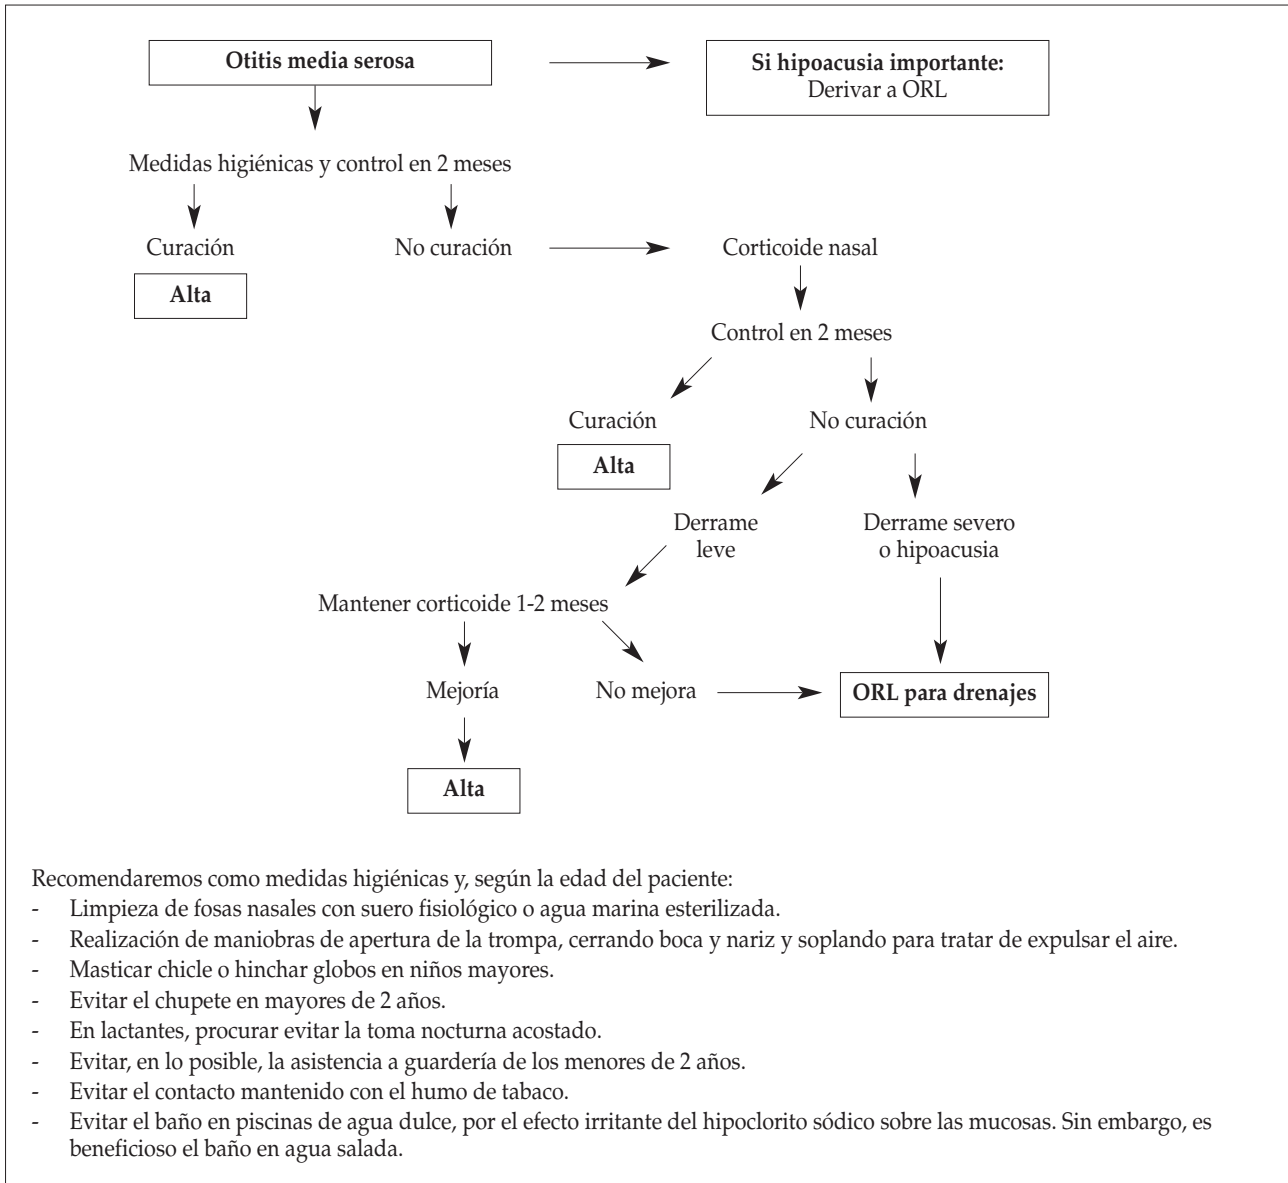 Otitis media serosa
Si hipoacusia importante:
Derivar a ORL
Medidas higiénicas y control en 2 meses
Curación
No curación
Corticoide nasal
Alta
Control en 2 meses
Curación
No curación
Alta
Derrame
leve
Derrame severo
o hipoacusia
Mantener corticoide 1-2 meses
Mejoría
No mejora
ORL para drenajes
Alta
Recomendaremos como medidas higiénicas y, según la edad del paciente:
- Limpieza de fosas nasales con suero fisiológico o agua marina esterilizada.
- Realización de maniobras de apertura de la trompa, cerrando boca y nariz y soplando para tratar de expulsar el aire.
- Masticar chicle o hinchar globos en niños mayores.
- Evitar el chupete en mayores de 2 años.
- En lactantes, procurar evitar la toma nocturna acostado.
- Evitar, en lo posible, la asistencia a guardería de los menores de 2 años.
- Evitar el contacto mantenido con el humo de tabaco.
- Evitar el baño en piscinas de agua dulce, por el efecto irritante del hipoclorito sódico sobre las mucosas. Sin embargo, es
beneficioso el baño en agua salada.